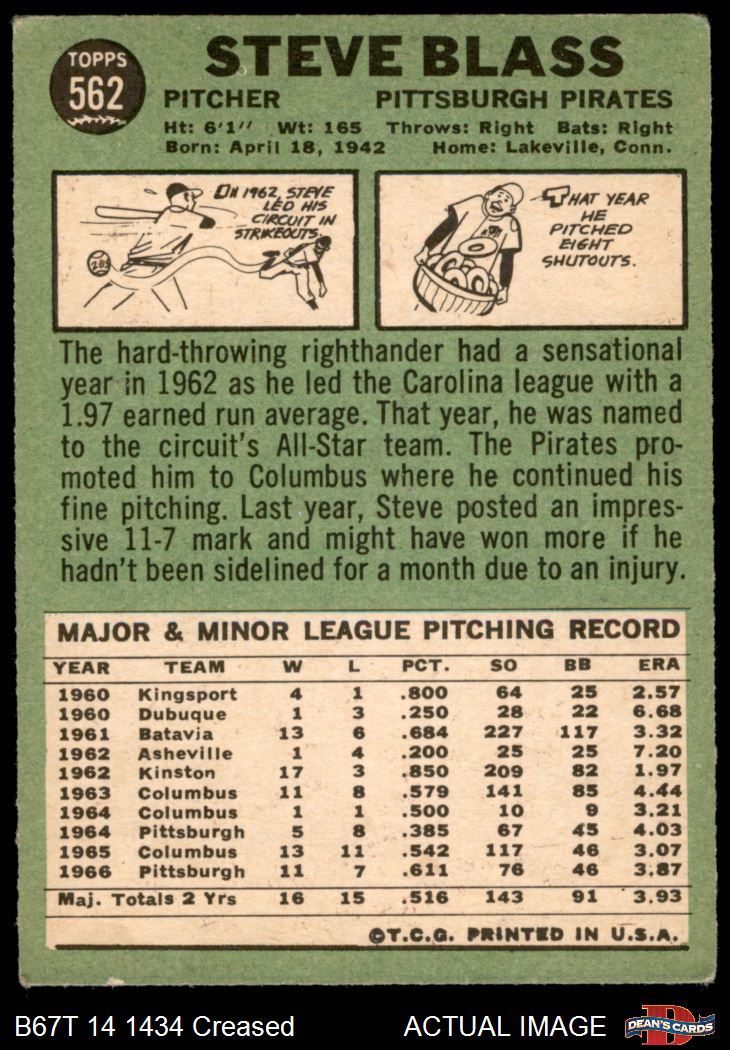 TOPPS
562
STEVE BLASS
PITCHER PITTSBURGH PIRATES
Ht: 6'1" Wt: 165 Throws: Right Bats: Right
Born: April 18, 1942 Home: Lakeville, Conn.
ON 1962, STEVE
LED HIS
CIRCUIT IN
STRIKEOUTS.
209
THAT YEAR
HE
PITCHED
EIGHT
SHUTOUTS.
The hard-throwing righthander had a sensational
year in 1962 as he led the Carolina league with a
1.97 earned run average. That year, he was named
to the circuit's All-Star team. The Pirates pro-
moted him to Columbus where he continued his
fine pitching. Last year, Steve posted an impres-
sive 11-7 mark and might have won more if he
hadn't been sidelined for a month due to an injury.
MAJOR & MINOR LEAGUE PITCHING RECORD
YEAR TEAM W L PCT. SO BB ERA
1960 Kingsport 4 1 .800 64 25 2.57
1960 Dubuque 1 3 .250 28 22 6.68
1961 Batavia 13 6 .684 227 117 3.32
1962 Asheville 1 4 .200 25 25 7.20
1962 Kinston 17 3 .850 209 82 1.97
1963 Columbus 11 8 .579 141 85 4.44
1964 Columbus 1 1 .500 10 9 3.21
1964 Pittsburgh 5 8 .385 67 45 4.03
1965 Columbus 13 11 .542 117 46 3.07
1966 Pittsburgh 11 7 .611 76 46 3.87
Maj. Totals 2 Yrs 16 15 .516 143 91 3.93
©T.C.G. PRINTED IN U.S.A.
B67T 14 1434 Creased ACTUAL IMAGE
D
DEAN'S CARDS